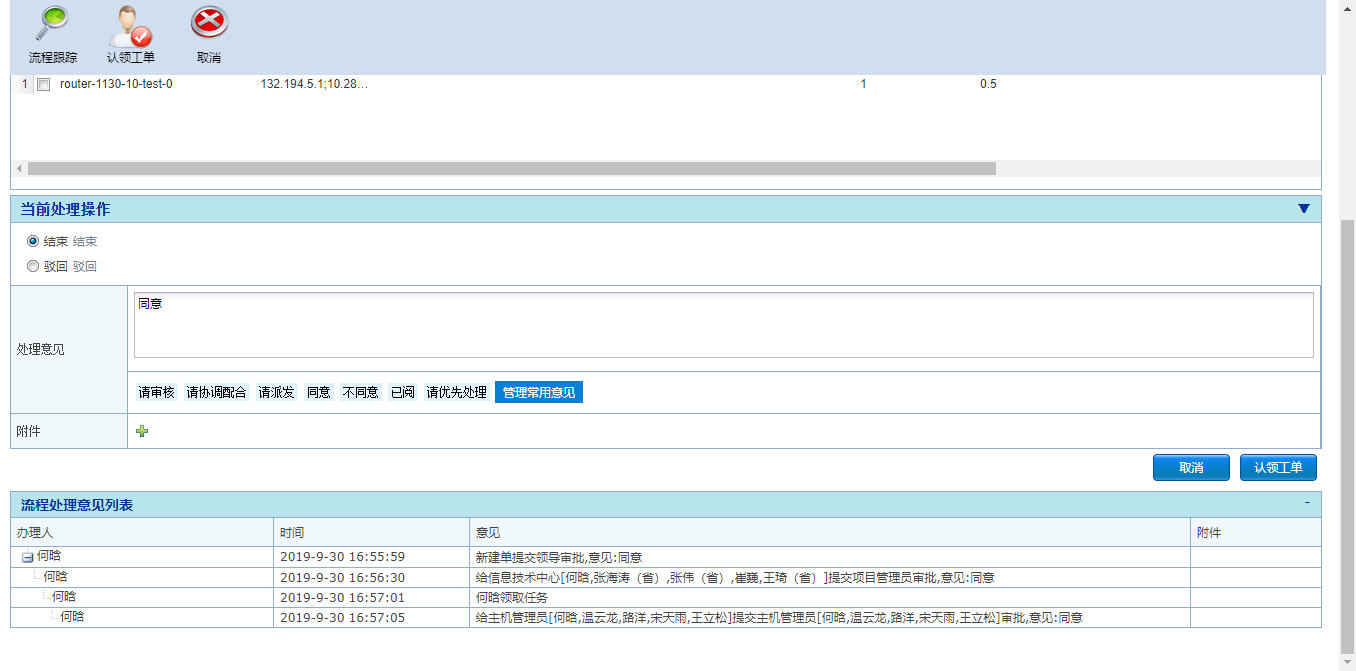 流程跟踪 认领工单 取消
1 router-1130-10-test-0 132.194.5.1;10.28... 1 0.5
当前处理操作
结束 结束
驳回 驳回
处理意见
同意
请审核 请协调配合 请派发 同意 不同意 已阅 请优先处理 管理常用意见
附件
取消 认领工单
流程处理意见列表 -
办理人 时间 意见 附件
何晗 2019-9-30 16:55:59 新建单提交领导审批,意见:同意
何晗 2019-9-30 16:56:30 给信息技术中心[何晗,张海涛（省）,张伟（省）,崔巍,王琦（省）]提交项目管理员审批,意见:同意
何晗 2019-9-30 16:57:01 何晗领取任务
何晗 2019-9-30 16:57:05 给主机管理员[何晗,温云龙,路洋,宋天雨,王立松]提交主机管理员[何晗,温云龙,路洋,宋天雨,王立松]审批,意见:同意